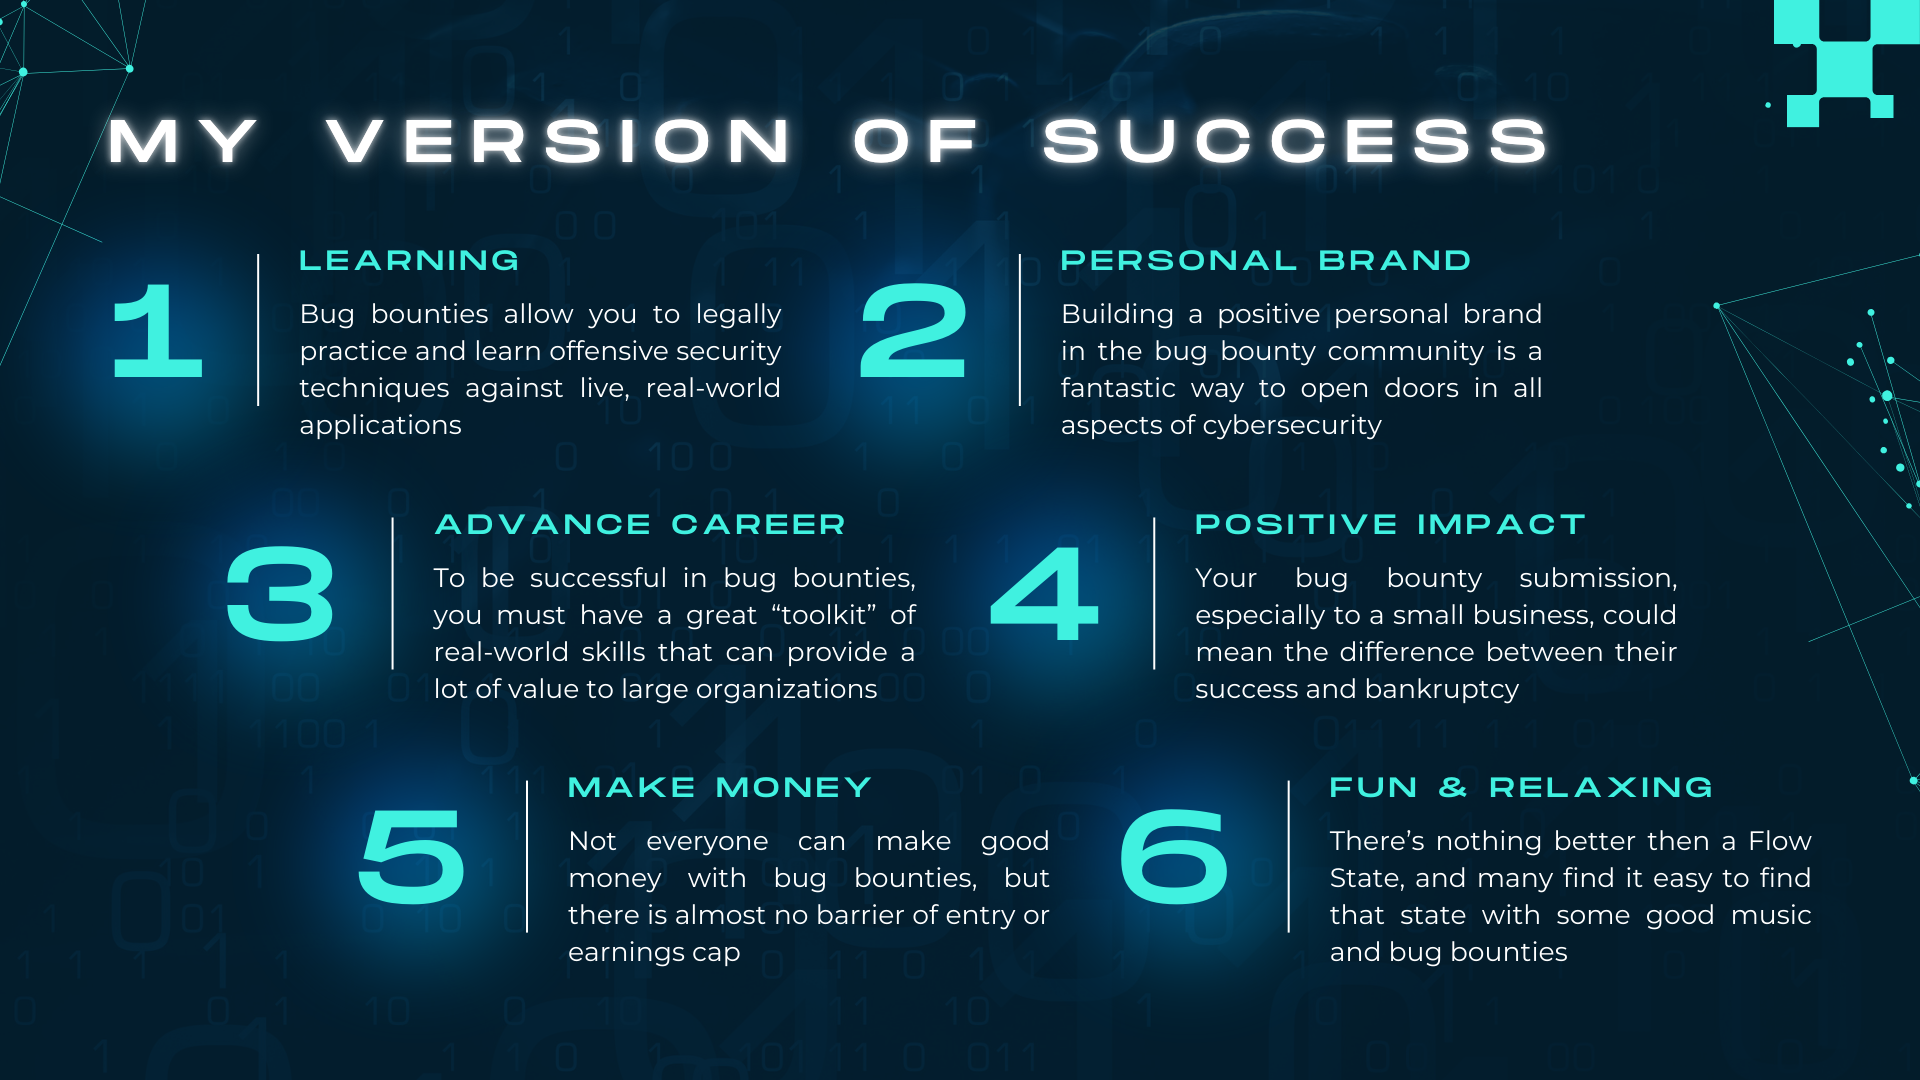 MY VERSION OF SUCCESS
1
LEARNING
Bug bounties allow you to legally
practice and learn offensive security
techniques against live, real-world
applications
2
PERSONAL BRAND
Building a positive personal brand
in the bug bounty community is a
fantastic way to open doors in all
aspects of cybersecurity
3
ADVANCE CAREER
To be successful in bug bounties,
you must have a great “toolkit” of
real-world skills that can provide a
lot of value to large organizations
4
POSITIVE IMPACT
Your bug bounty submission,
especially to a small business, could
mean the difference between their
success and bankruptcy
5
MAKE MONEY
Not everyone can make good
money with bug bounties, but
there is almost no barrier of entry or
earnings cap
6
FUN & RELAXING
There’s nothing better then a Flow
State, and many find it easy to find
that state with some good music
and bug bounties